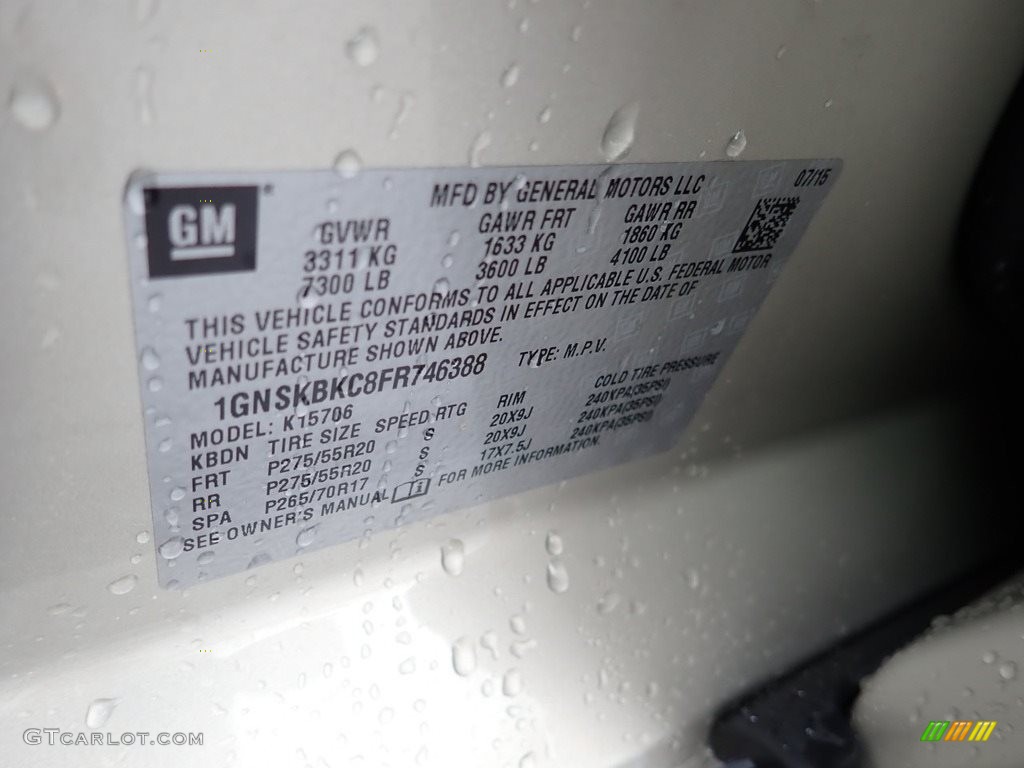 GM®
MFD BY GENERAL MOTORS LLC 07/15
GVWR GAWR FRT GAWR RR
3311 KG 1633 KG 1860 KG
7300 LB 3600 LB 4100 LB
THIS VEHICLE CONFORMS TO ALL APPLICABLE U.S. FEDERAL MOTOR
VEHICLE SAFETY STANDARDS IN EFFECT ON THE DATE OF
MANUFACTURE SHOWN ABOVE.
1GNSKBKC8FR746388 TYPE: M.P.V.
MODEL: K15706
KBDN TIRE SIZE SPEED RTG RIM COLD TIRE PRESSURE
FRT P275/55R20 S 20X9J 240KPA(35PSI)
RR P275/55R20 S 20X9J 240KPA(35PSI)
SPA P265/70R17 S 17X7.5J 240KPA(35PSI)
SEE OWNER'S MANUAL FOR MORE INFORMATION.
GTCARLOT.COM